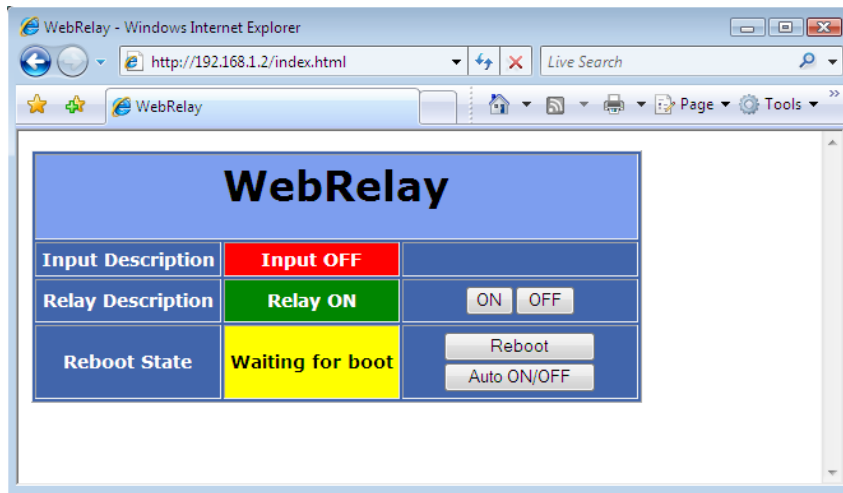 WebRelay - Windows Internet Explorer
http://192.168.1.2/index.html
Live Search
WebRelay
Page
Tools
WebRelay
Input Description Input OFF
Relay Description Relay ON ON OFF
Reboot State Waiting for boot Reboot
Auto ON/OFF